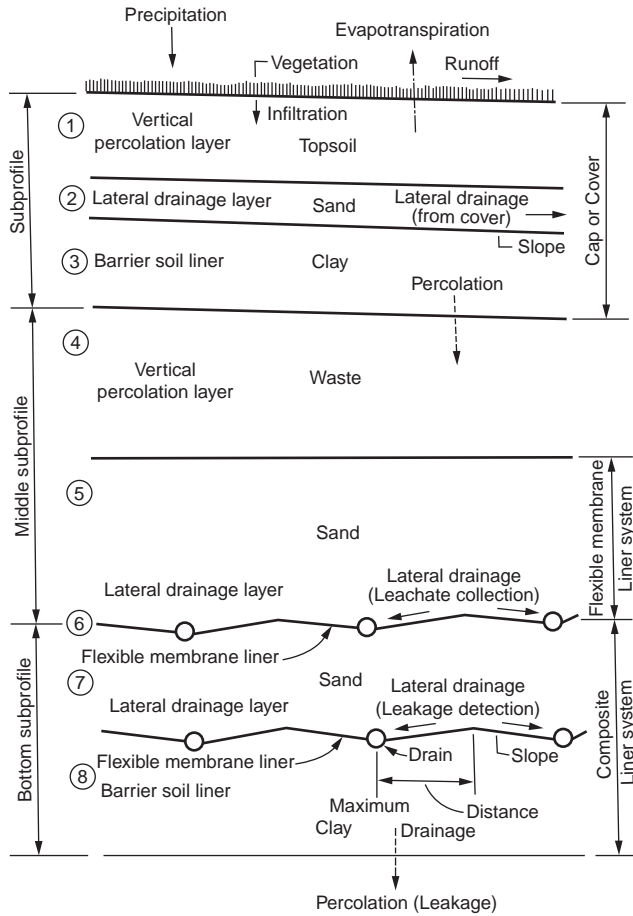 Precipitation
Evapotranspiration
Vegetation
Runoff
Infiltration
1
Vertical
percolation layer
Topsoil
2
Lateral drainage layer
Sand
Lateral drainage
(from cover)
Slope
3
Barrier soil liner
Clay
Percolation
Subprofile
Cap or Cover
4
Vertical
percolation layer
Waste
5
Sand
Lateral drainage layer
Lateral drainage
(Leachate collection)
Middle subprofile
Flexible membrane
Liner system
6
Flexible membrane liner
7
Sand
Lateral drainage layer
Lateral drainage
(Leakage detection)
Flexible membrane liner
Drain
Slope
8
Barrier soil liner
Maximum
Distance
Clay
Drainage
Bottom subprofile
Composite
Liner system
Percolation (Leakage)